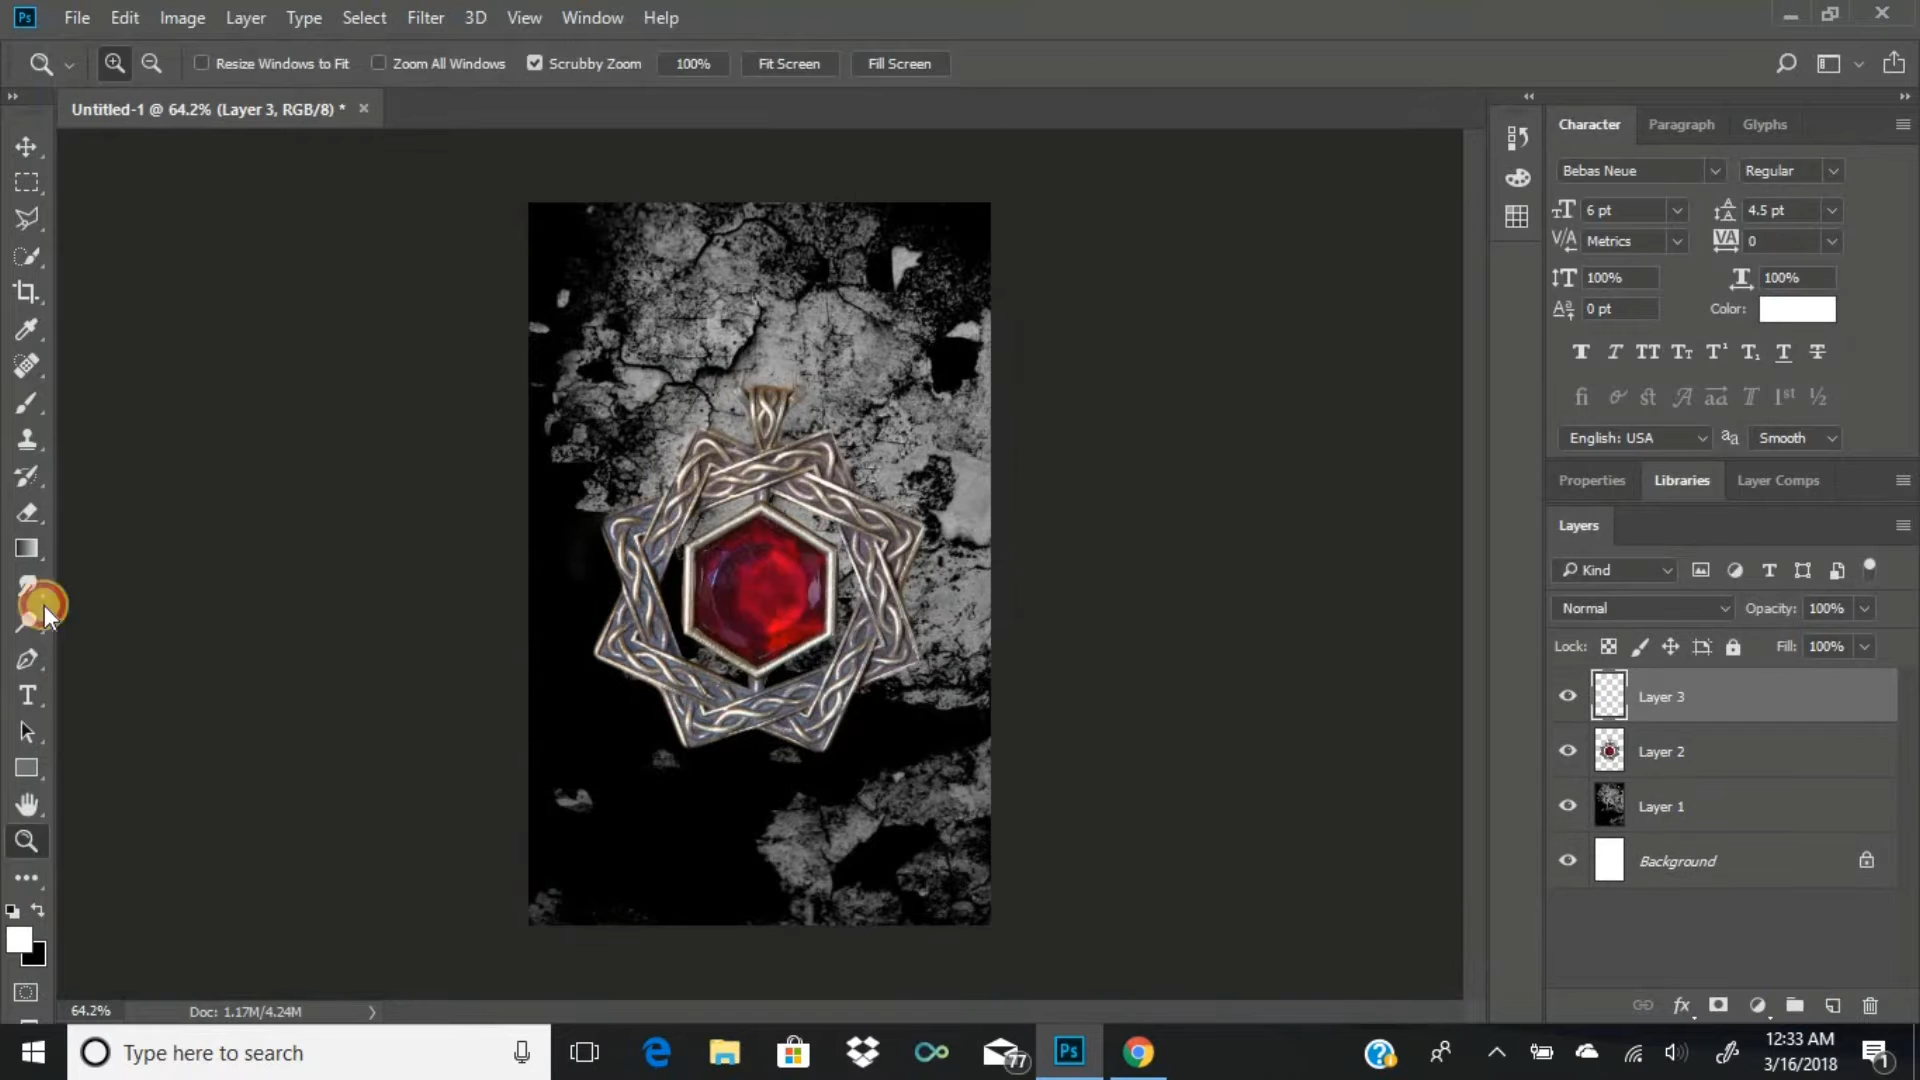 Ps File Edit Image Layer Type Select Filter 3D View Window Help
Resize Windows to Fit Zoom All Windows Scrubby Zoom 100% Fit Screen Fill Screen
Untitled-1 @ 64.2% (Layer 3, RGB/8) *
Character Paragraph Glyphs
Bebas Neue Regular
6 pt 4.5 pt
Metrics 0
100% 100%
0 pt Color:
English: USA Smooth
Properties Libraries Layer Comps
Layers
Kind
Normal Opacity: 100%
Lock: Fill: 100%
Layer 3
Layer 2
Layer 1
Background
64.2% Doc: 1.17M/4.24M
Type here to search 77 Ps 12:33 AM
3/16/2018 1